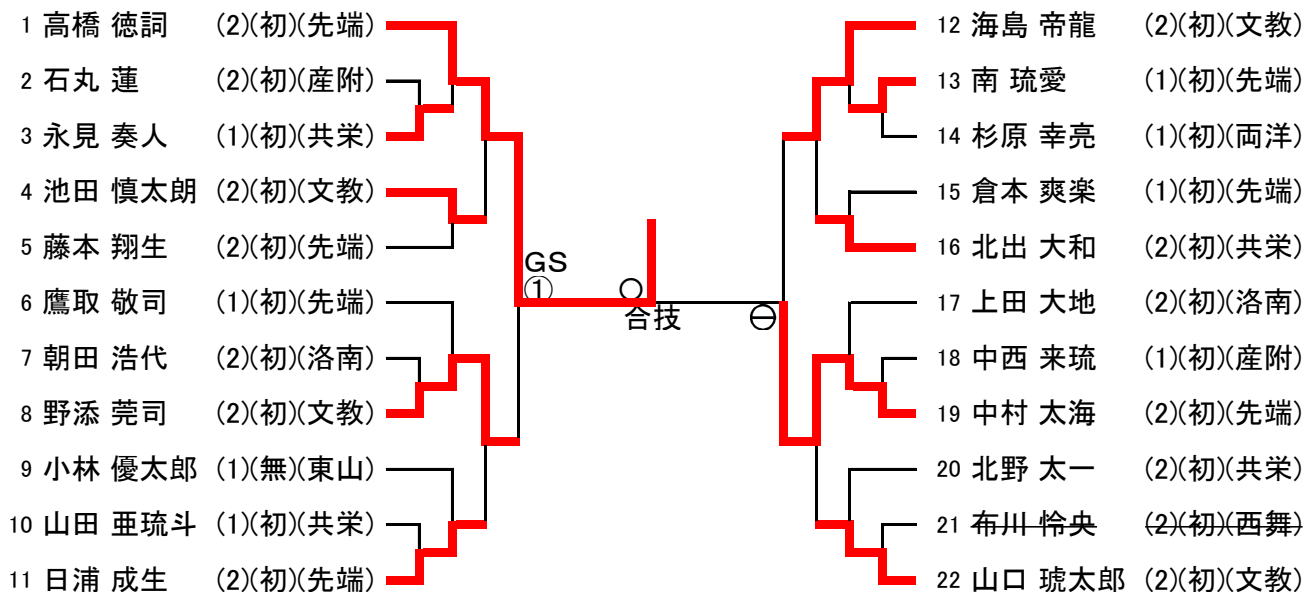 1 高橋 徳詞 (2)(初)(先端)
2 石丸 蓮 (2)(初)(産附)
3 永見 奏人 (1)(初)(共栄)
4 池田 慎太朗 (2)(初)(文教)
5 藤本 翔生 (2)(初)(先端)
6 鷹取 敬司 (1)(初)(先端)
7 朝田 浩代 (2)(初)(洛南)
8 野添 莞司 (2)(初)(文教)
9 小林 優太郎 (1)(無)(東山)
10 山田 亜琉斗 (1)(初)(共栄)
11 日浦 成生 (2)(初)(先端)
GS
① ○
合技 ㊀
12 海島 帝龍 (2)(初)(文教)
13 南 琉愛 (1)(初)(先端)
14 杉原 幸亮 (1)(初)(両洋)
15 倉本 爽楽 (1)(初)(先端)
16 北出 大和 (2)(初)(共栄)
17 上田 大地 (2)(初)(洛南)
18 中西 来琉 (1)(初)(産附)
19 中村 太海 (2)(初)(先端)
20 北野 太一 (2)(初)(共栄)
21 布川 怜央 (2)(初)(西舞)
22 山口 琥太郎 (2)(初)(文教)